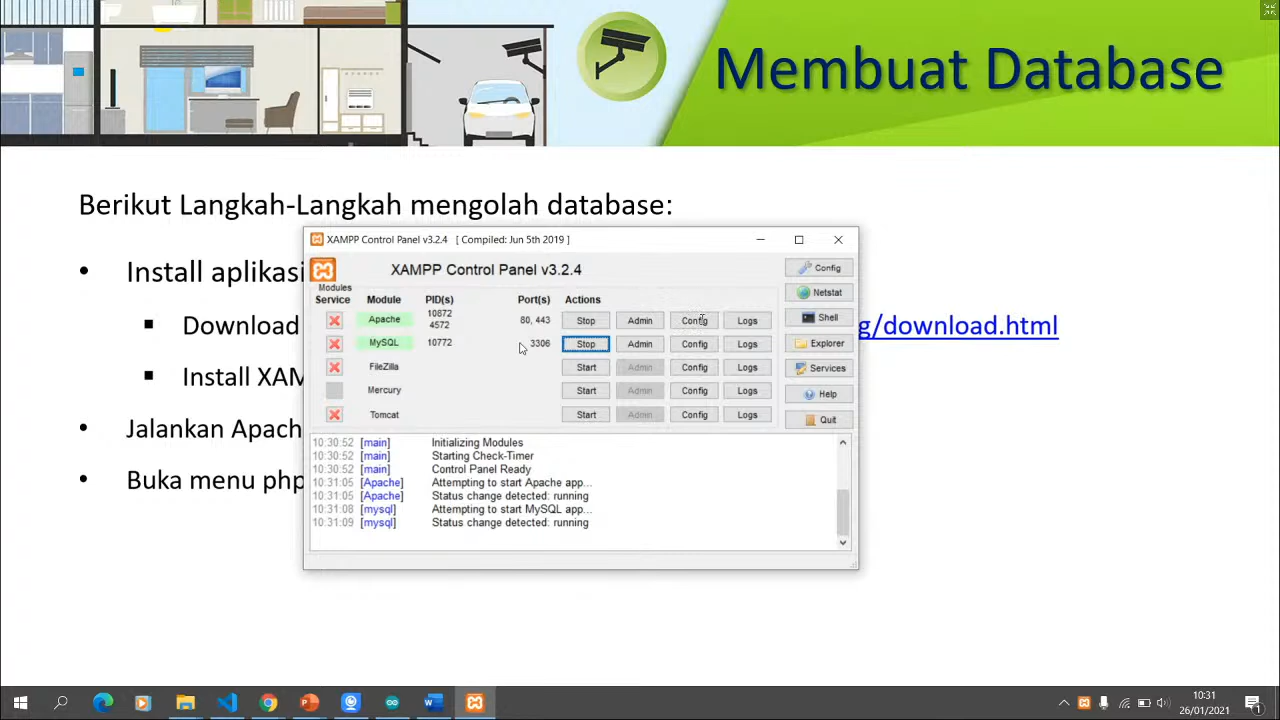 Membuat Database
Berikut Langkah-Langkah mengolah database:
• Install aplikasi
▪ Download
g/download.html
▪ Install XAM
• Jalankan Apach
• Buka menu php
XAMPP Control Panel v3.2.4 [ Compiled: Jun 5th 2019 ]
XAMPP Control Panel v3.2.4
Modules
Service Module PID(s) Port(s) Actions
Apache 10872 4572 80, 443 Stop Admin Config Logs
MySQL 10772 3306 Stop Admin Config Logs
FileZilla Start Admin Config Logs
Mercury Start Admin Config Logs
Tomcat Start Admin Config Logs
Config
Netstat
Shell
Explorer
Services
Help
Quit
10:30:52 [main] Initializing Modules
10:30:52 [main] Starting Check-Timer
10:30:52 [main] Control Panel Ready
10:31:05 [Apache] Attempting to start Apache app...
10:31:05 [Apache] Status change detected: running
10:31:08 [mysql] Attempting to start MySQL app...
10:31:09 [mysql] Status change detected: running
10:31
26/01/2021
1